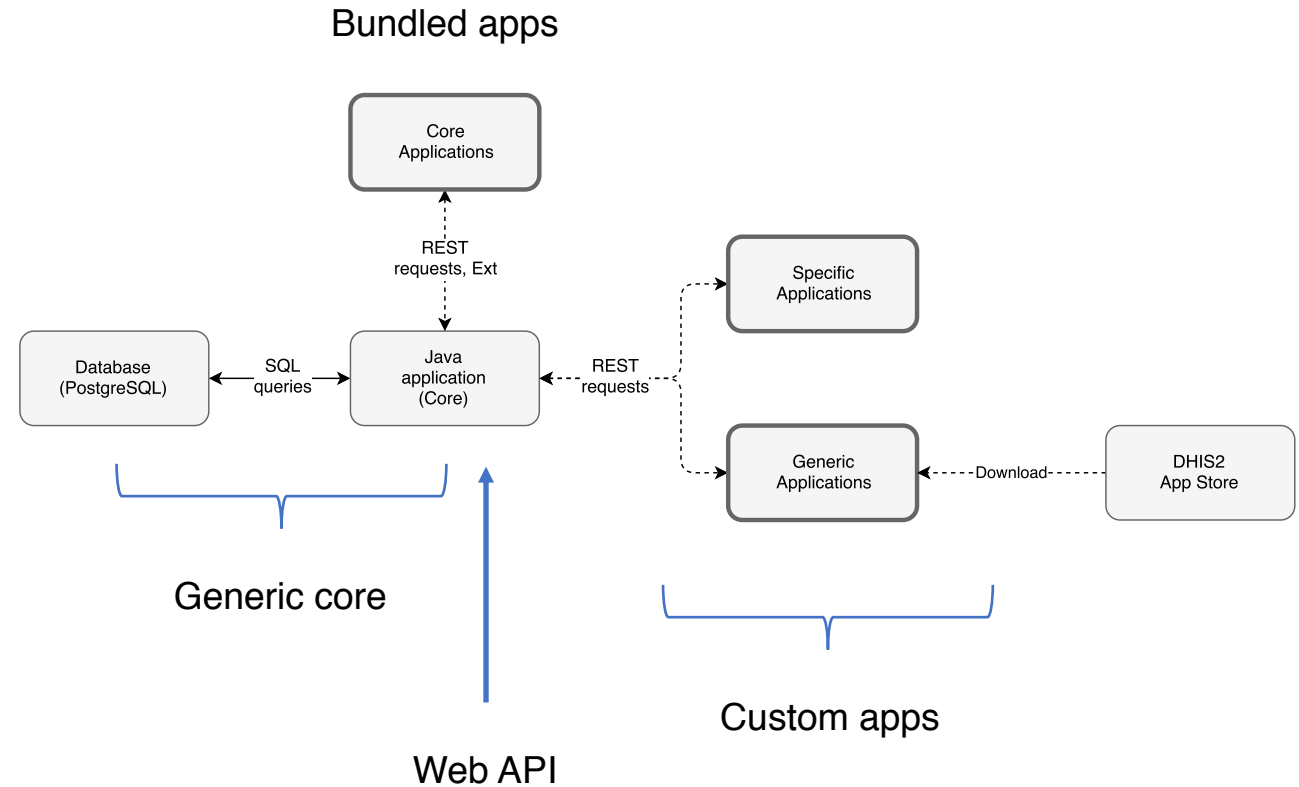 Bundled apps
Core
Applications
REST
requests, Ext
Specific
Applications
Database
(PostgreSQL)
SQL
queries
Java
application
(Core)
REST
requests
Generic
Applications
Download
DHIS2
App Store
Generic core
Custom apps
Web API